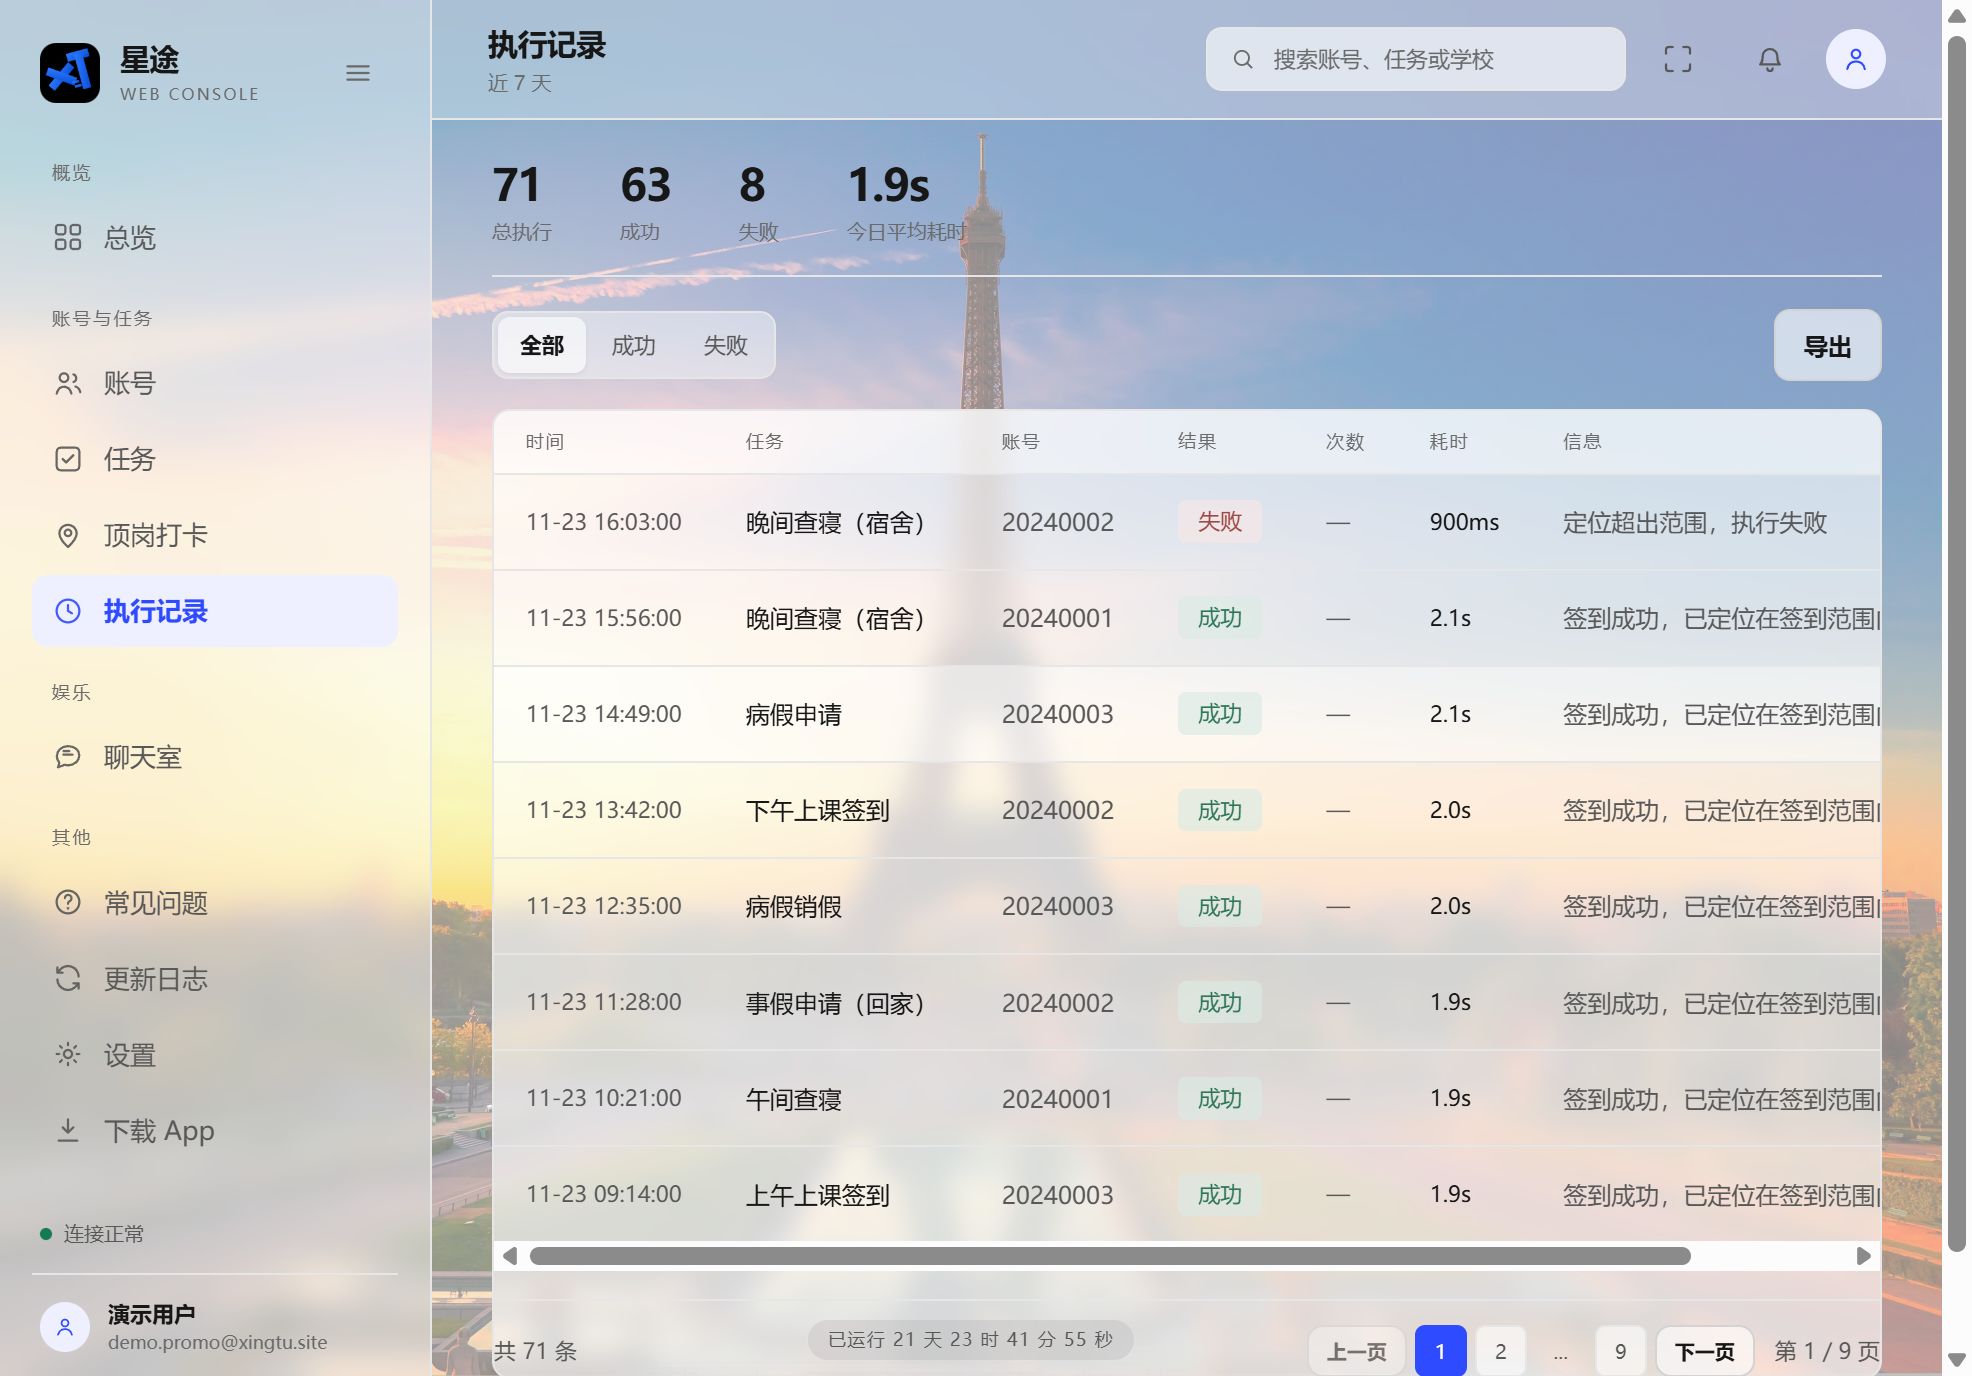 星途
WEB CONSOLE
概览
总览
账号与任务
账号
任务
顶岗打卡
执行记录
娱乐
聊天室
其他
常见问题
更新日志
设置
下载 App
连接正常
演示用户
demo.promo@xingtu.site
执行记录
近 7 天
搜索账号、任务或学校
71 63 8 1.9s
总执行 成功 失败 今日平均耗时
全部 成功 失败 导出
时间 任务 账号 结果 次数 耗时 信息
11-23 16:03:00 晚间查寝（宿舍） 20240002 失败 — 900ms 定位超出范围，执行失败
11-23 15:56:00 晚间查寝（宿舍） 20240001 成功 — 2.1s 签到成功，已定位在签到范围
11-23 14:49:00 病假申请 20240003 成功 — 2.1s 签到成功，已定位在签到范围
11-23 13:42:00 下午上课签到 20240002 成功 — 2.0s 签到成功，已定位在签到范围
11-23 12:35:00 病假销假 20240003 成功 — 2.0s 签到成功，已定位在签到范围
11-23 11:28:00 事假申请（回家） 20240002 成功 — 1.9s 签到成功，已定位在签到范围
11-23 10:21:00 午间查寝 20240001 成功 — 1.9s 签到成功，已定位在签到范围
11-23 09:14:00 上午上课签到 20240003 成功 — 1.9s 签到成功，已定位在签到范围
共 71 条 已运行 21 天 23 时 41 分 55 秒 上一页 1 2 ... 9 下一页 第 1 / 9 页